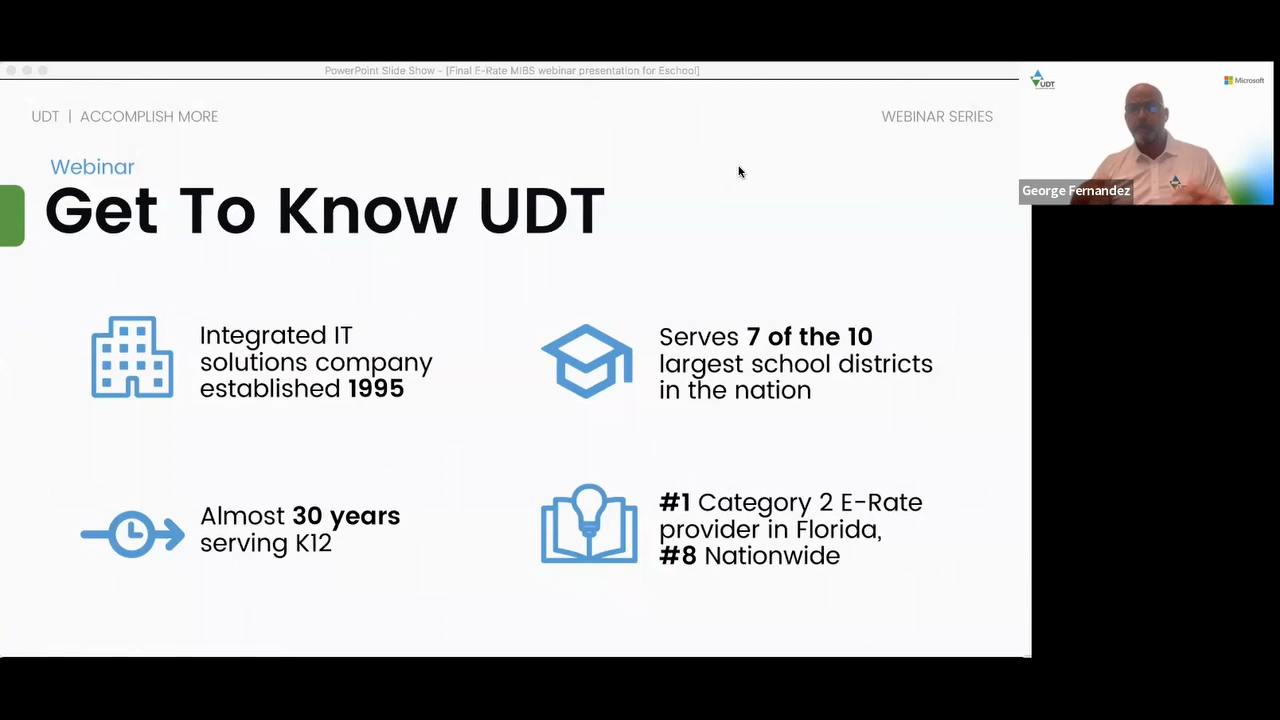 PowerPoint Slide Show - [Final E-Rate MIBS webinar presentation for Eschool]
UDT | ACCOMPLISH MORE
WEBINAR SERIES
Webinar
Get To Know UDT
Integrated IT
solutions company
established 1995
Serves 7 of the 10
largest school districts
in the nation
Almost 30 years
serving K12
#1 Category 2 E-Rate
provider in Florida,
#8 Nationwide
UDT
Microsoft
George Fernandez